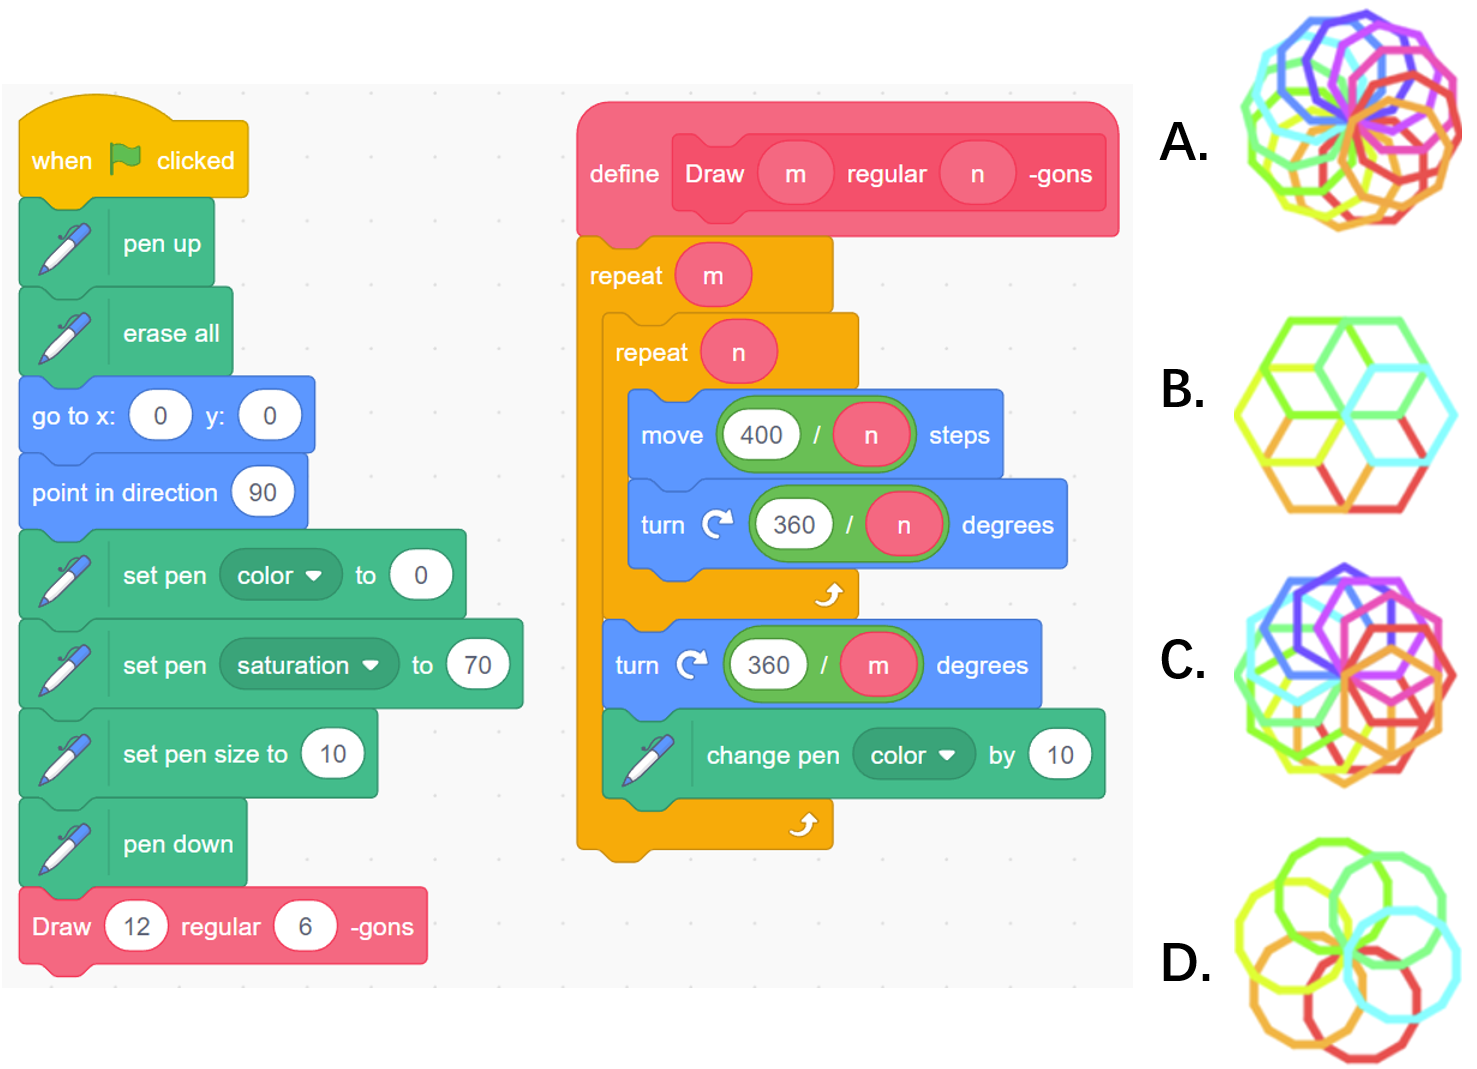 when clicked
pen up
erase all
go to x: 0 y: 0
point in direction 90
set pen color to 0
set pen saturation to 70
set pen size to 10
pen down
Draw 12 regular 6 -gons
define Draw m regular n -gons
repeat m
repeat n
move 400 / n steps
turn 360 / n degrees
turn 360 / m degrees
change pen color by 10
A.
B.
C.
D.